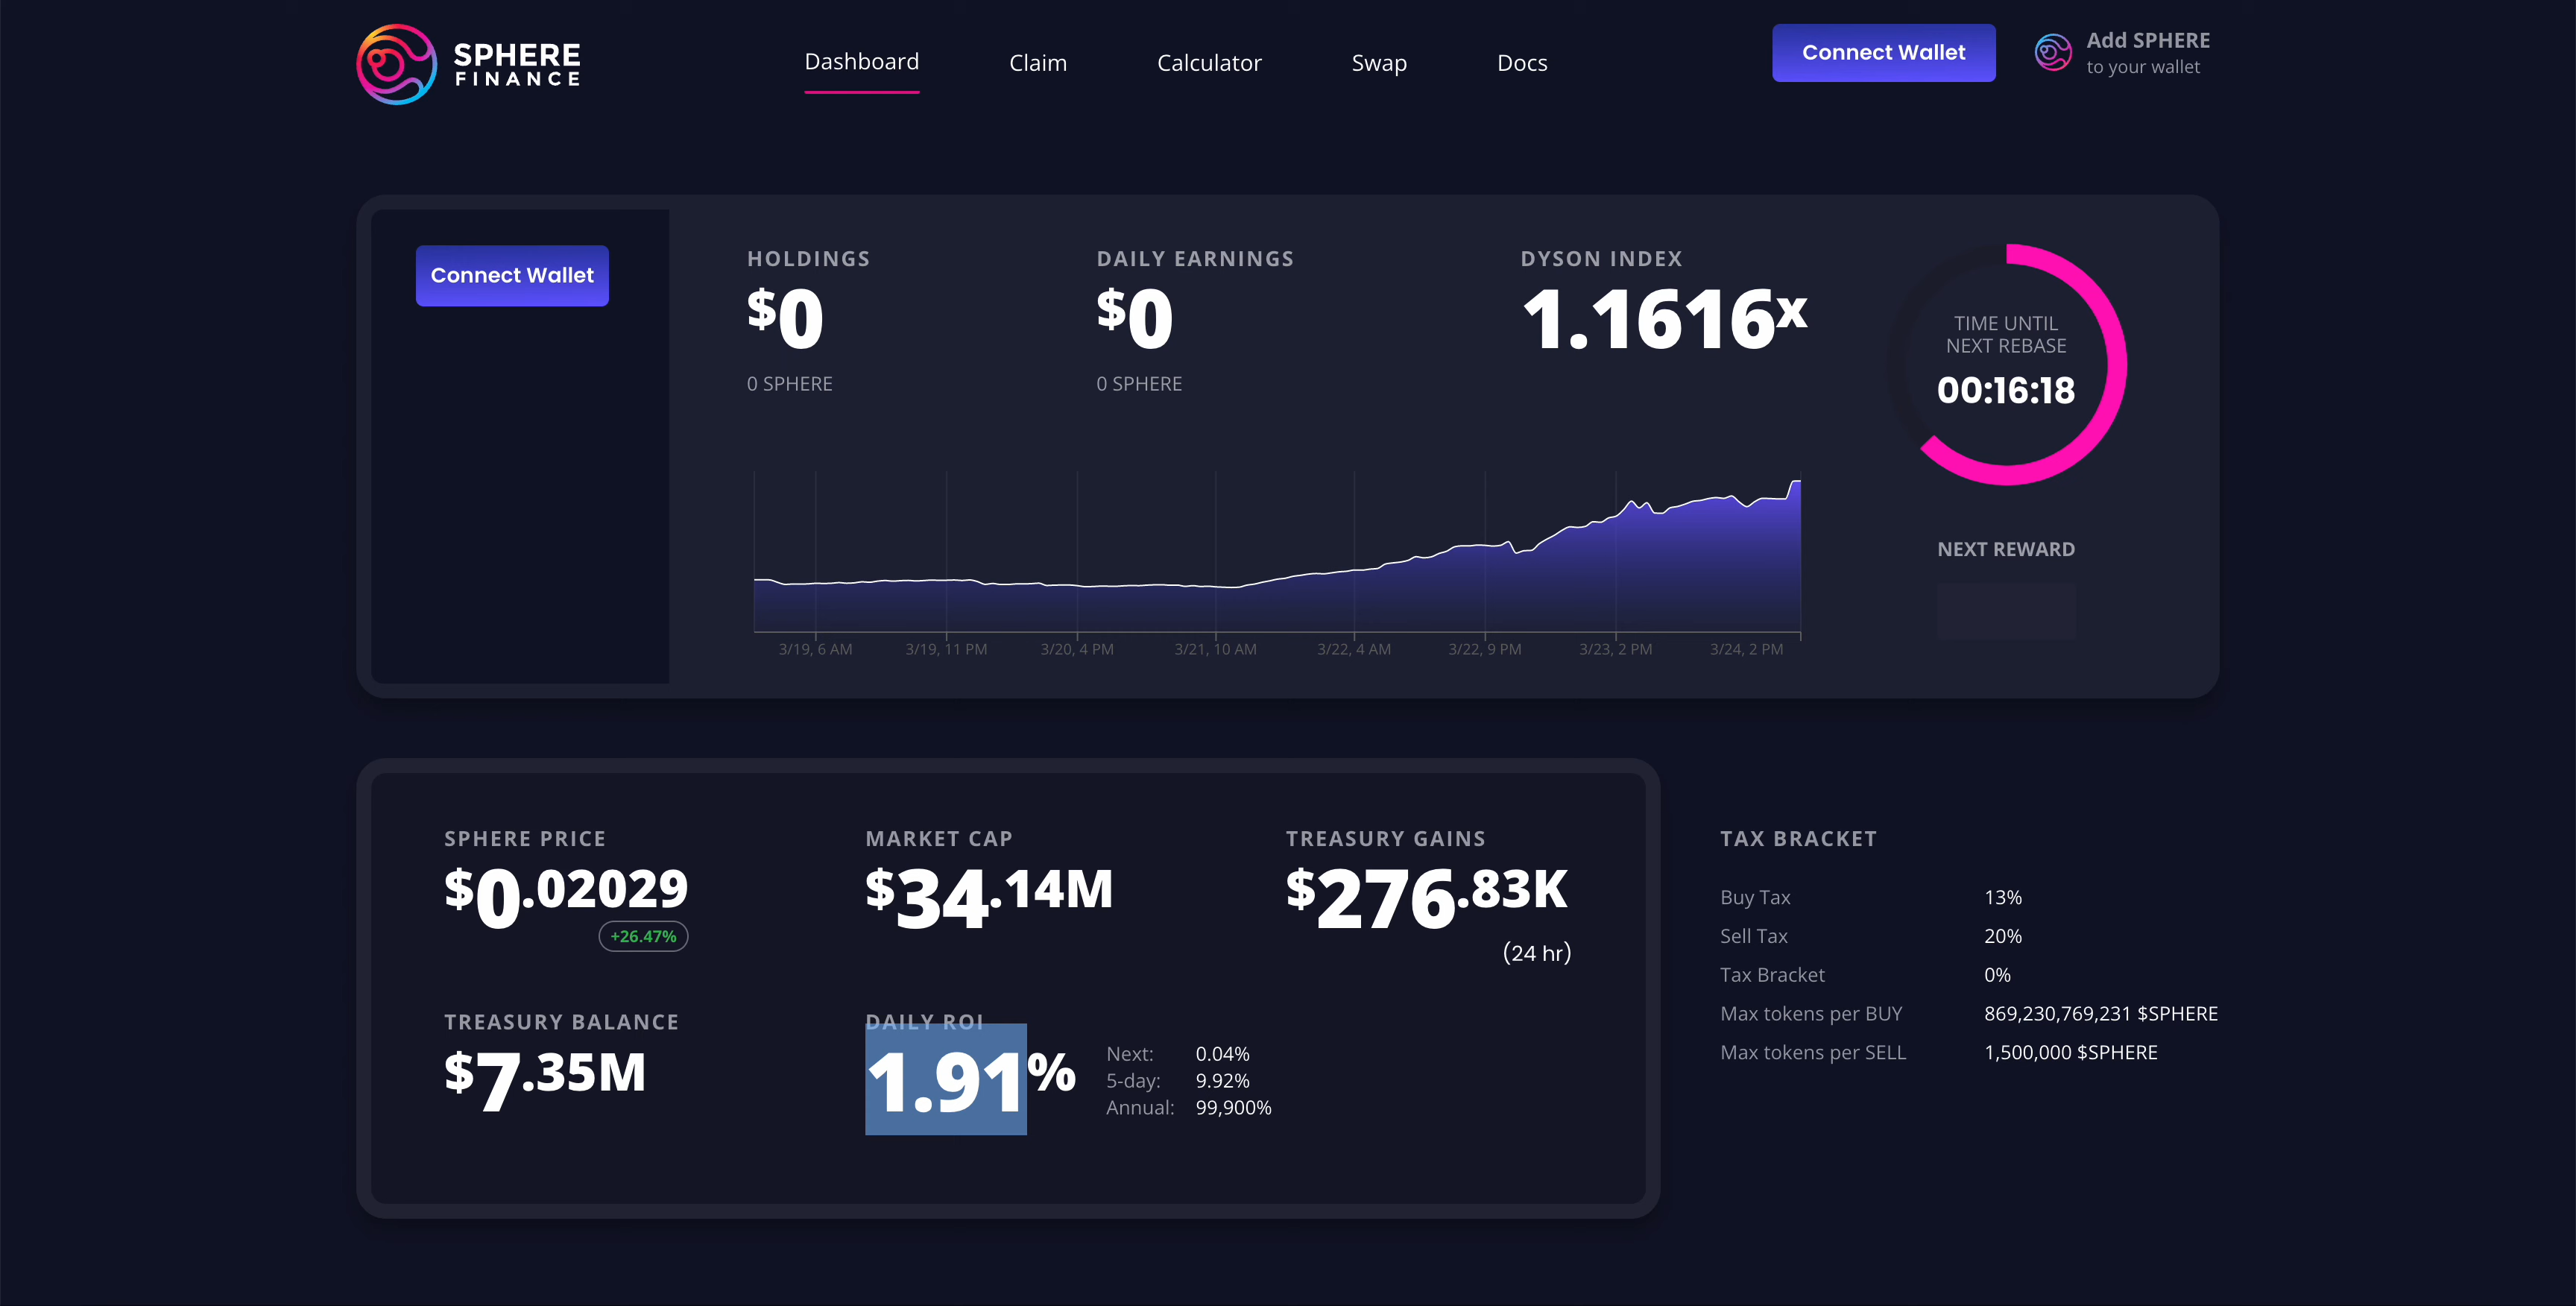 SPHERE
FINANCE
Dashboard
Claim
Calculator
Swap
Docs
Connect Wallet
Add SPHERE
to your wallet
Connect Wallet
HOLDINGS
$0
0 SPHERE
DAILY EARNINGS
$0
0 SPHERE
DYSON INDEX
1.1616x
TIME UNTIL
NEXT REBASE
00:16:18
NEXT REWARD
3/19, 6 AM
3/19, 11 PM
3/20, 4 PM
3/21, 10 AM
3/22, 4 AM
3/22, 9 PM
3/23, 2 PM
3/24, 2 PM
SPHERE PRICE
$0.02029
+26.47%
MARKET CAP
$34.14M
TREASURY GAINS
$276.83K
(24 hr)
TREASURY BALANCE
$7.35M
DAILY ROI
1.91%
Next: 0.04%
5-day: 9.92%
Annual: 99,900%
TAX BRACKET
Buy Tax 13%
Sell Tax 20%
Tax Bracket 0%
Max tokens per BUY 869,230,769,231 $SPHERE
Max tokens per SELL 1,500,000 $SPHERE